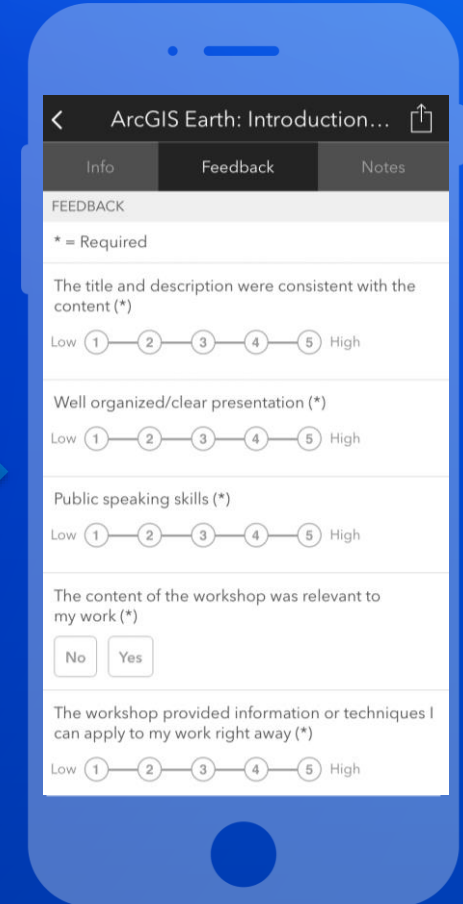 ArcGIS Earth: Introduction...
Info Feedback Notes
FEEDBACK
* = Required
The title and description were consistent with the
content (*)
Low 1 2 3 4 5 High
Well organized/clear presentation (*)
Low 1 2 3 4 5 High
Public speaking skills (*)
Low 1 2 3 4 5 High
The content of the workshop was relevant to
my work (*)
No Yes
The workshop provided information or techniques I
can apply to my work right away (*)
Low 1 2 3 4 5 High